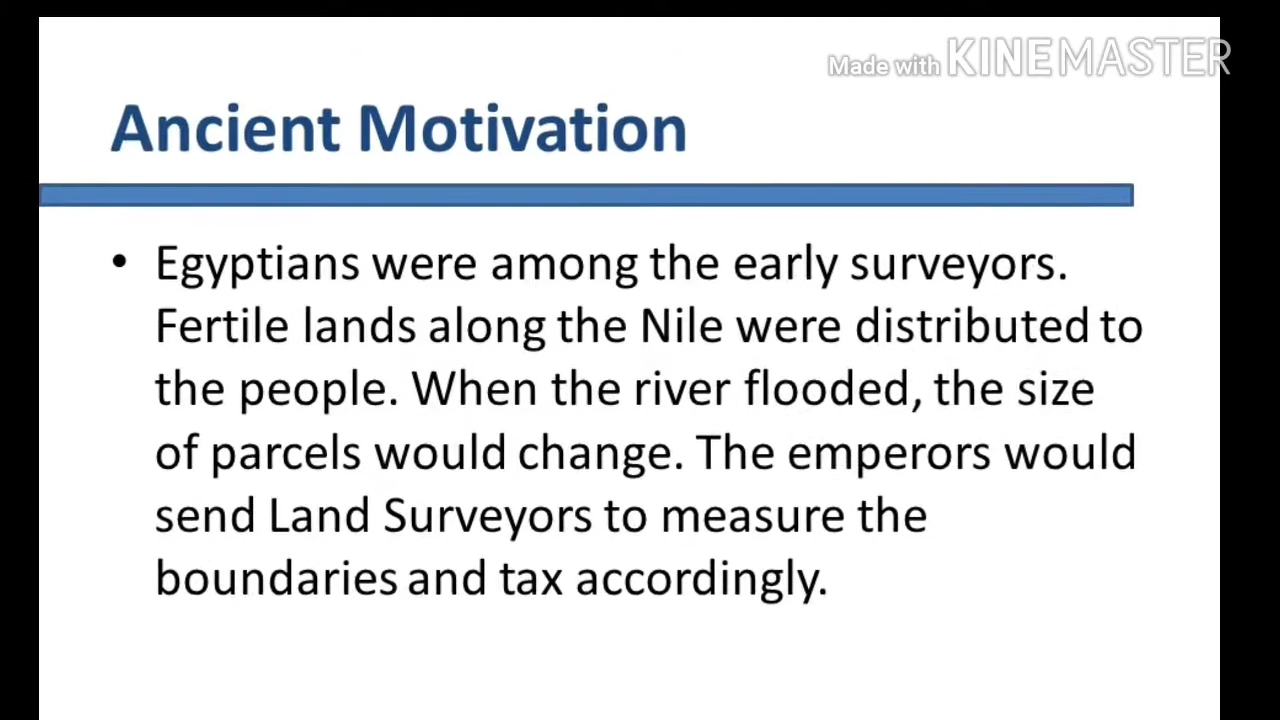 Made with KINEMASTER
Ancient Motivation
• Egyptians were among the early surveyors.
Fertile lands along the Nile were distributed to
the people. When the river flooded, the size
of parcels would change. The emperors would
send Land Surveyors to measure the
boundaries and tax accordingly.